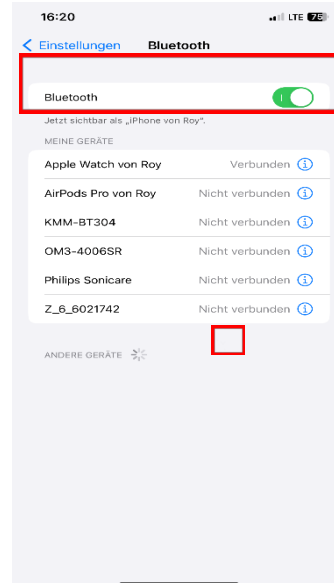 16:20
LTE 75
Einstellungen Bluetooth
Bluetooth
Jetzt sichtbar als „iPhone von Roy“.
MEINE GERÄTE
Apple Watch von Roy Verbunden
AirPods Pro von Roy Nicht verbunden
KMM-BT304 Nicht verbunden
OM3-4006SR Nicht verbunden
Philips Sonicare Nicht verbunden
Z_6_6021742 Nicht verbunden
ANDERE GERÄTE